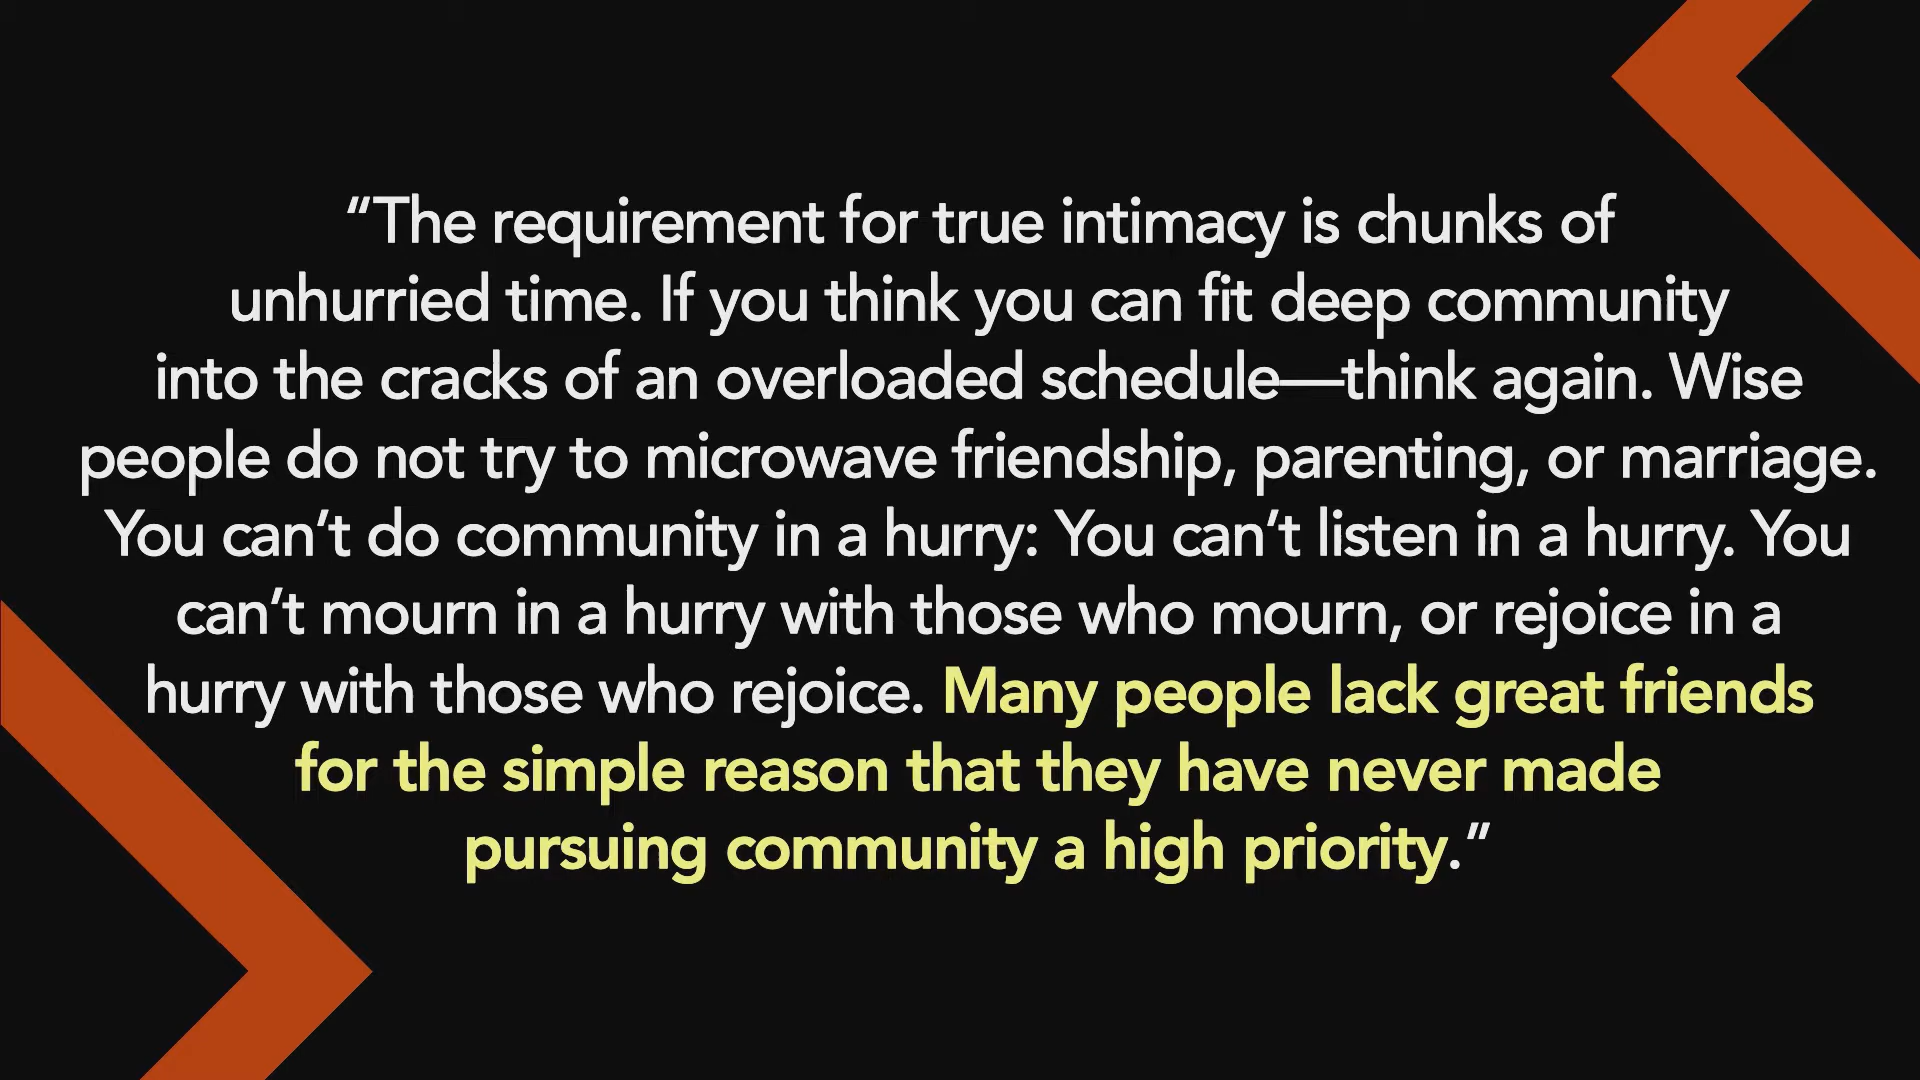 “The requirement for true intimacy is chunks of
unhurried time. If you think you can fit deep community
into the cracks of an overloaded schedule—think again. Wise
people do not try to microwave friendship, parenting, or marriage.
You can’t do community in a hurry: You can’t listen in a hurry. You
can’t mourn in a hurry with those who mourn, or rejoice in a
hurry with those who rejoice. Many people lack great friends
for the simple reason that they have never made
pursuing community a high priority.”